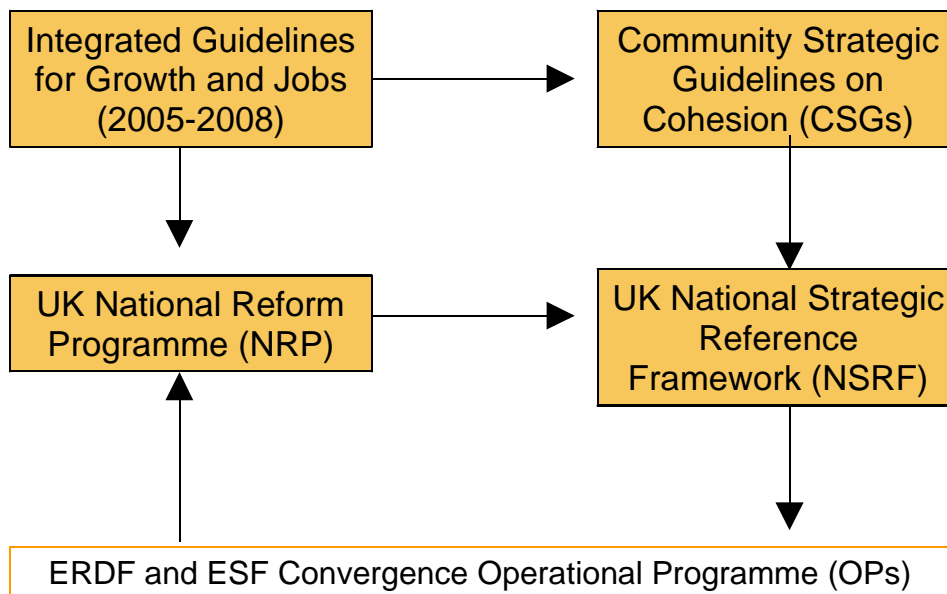 Integrated Guidelines
for Growth and Jobs
(2005-2008)
Community Strategic
Guidelines on
Cohesion (CSGs)
UK National Reform
Programme (NRP)
UK National Strategic
Reference
Framework (NSRF)
ERDF and ESF Convergence Operational Programme (OPs)